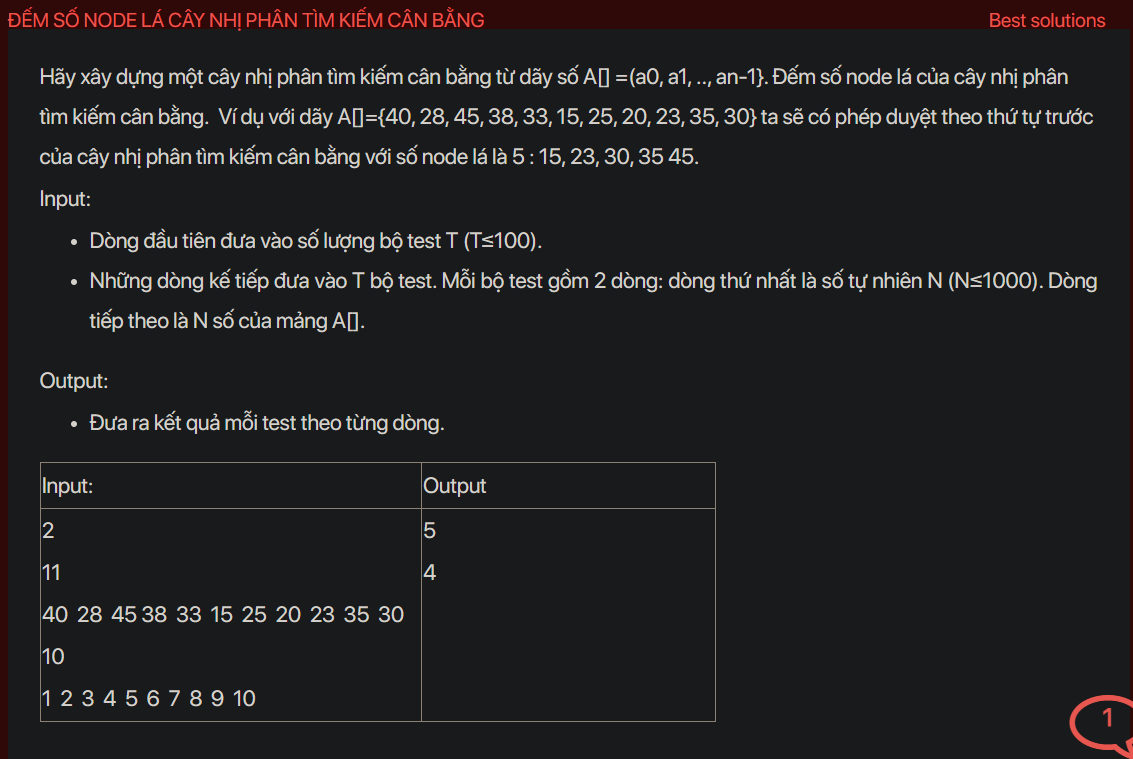 ĐẾM SỐ NODE LÁ CÂY NHỊ PHÂN TÌM KIẾM CÂN BẰNG Best solutions
Hãy xây dựng một cây nhị phân tìm kiếm cân bằng từ dãy số A[] =(a0, a1, .., an-1}. Đếm số node lá của cây nhị phân
tìm kiếm cân bằng. Ví dụ với dãy A[]={40, 28, 45, 38, 33, 15, 25, 20, 23, 35, 30} ta sẽ có phép duyệt theo thứ tự trước
của cây nhị phân tìm kiếm cân bằng với số node lá là 5 : 15, 23, 30, 35 45.
Input:
• Dòng đầu tiên đưa vào số lượng bộ test T (T≤100).
• Những dòng kế tiếp đưa vào T bộ test. Mỗi bộ test gồm 2 dòng: dòng thứ nhất là số tự nhiên N (N≤1000). Dòng
tiếp theo là N số của mảng A[].
Output:
• Đưa ra kết quả mỗi test theo từng dòng.
Input: Output
2 5
11 4
40 28 45 38 33 15 25 20 23 35 30
10
1 2 3 4 5 6 7 8 9 10
1